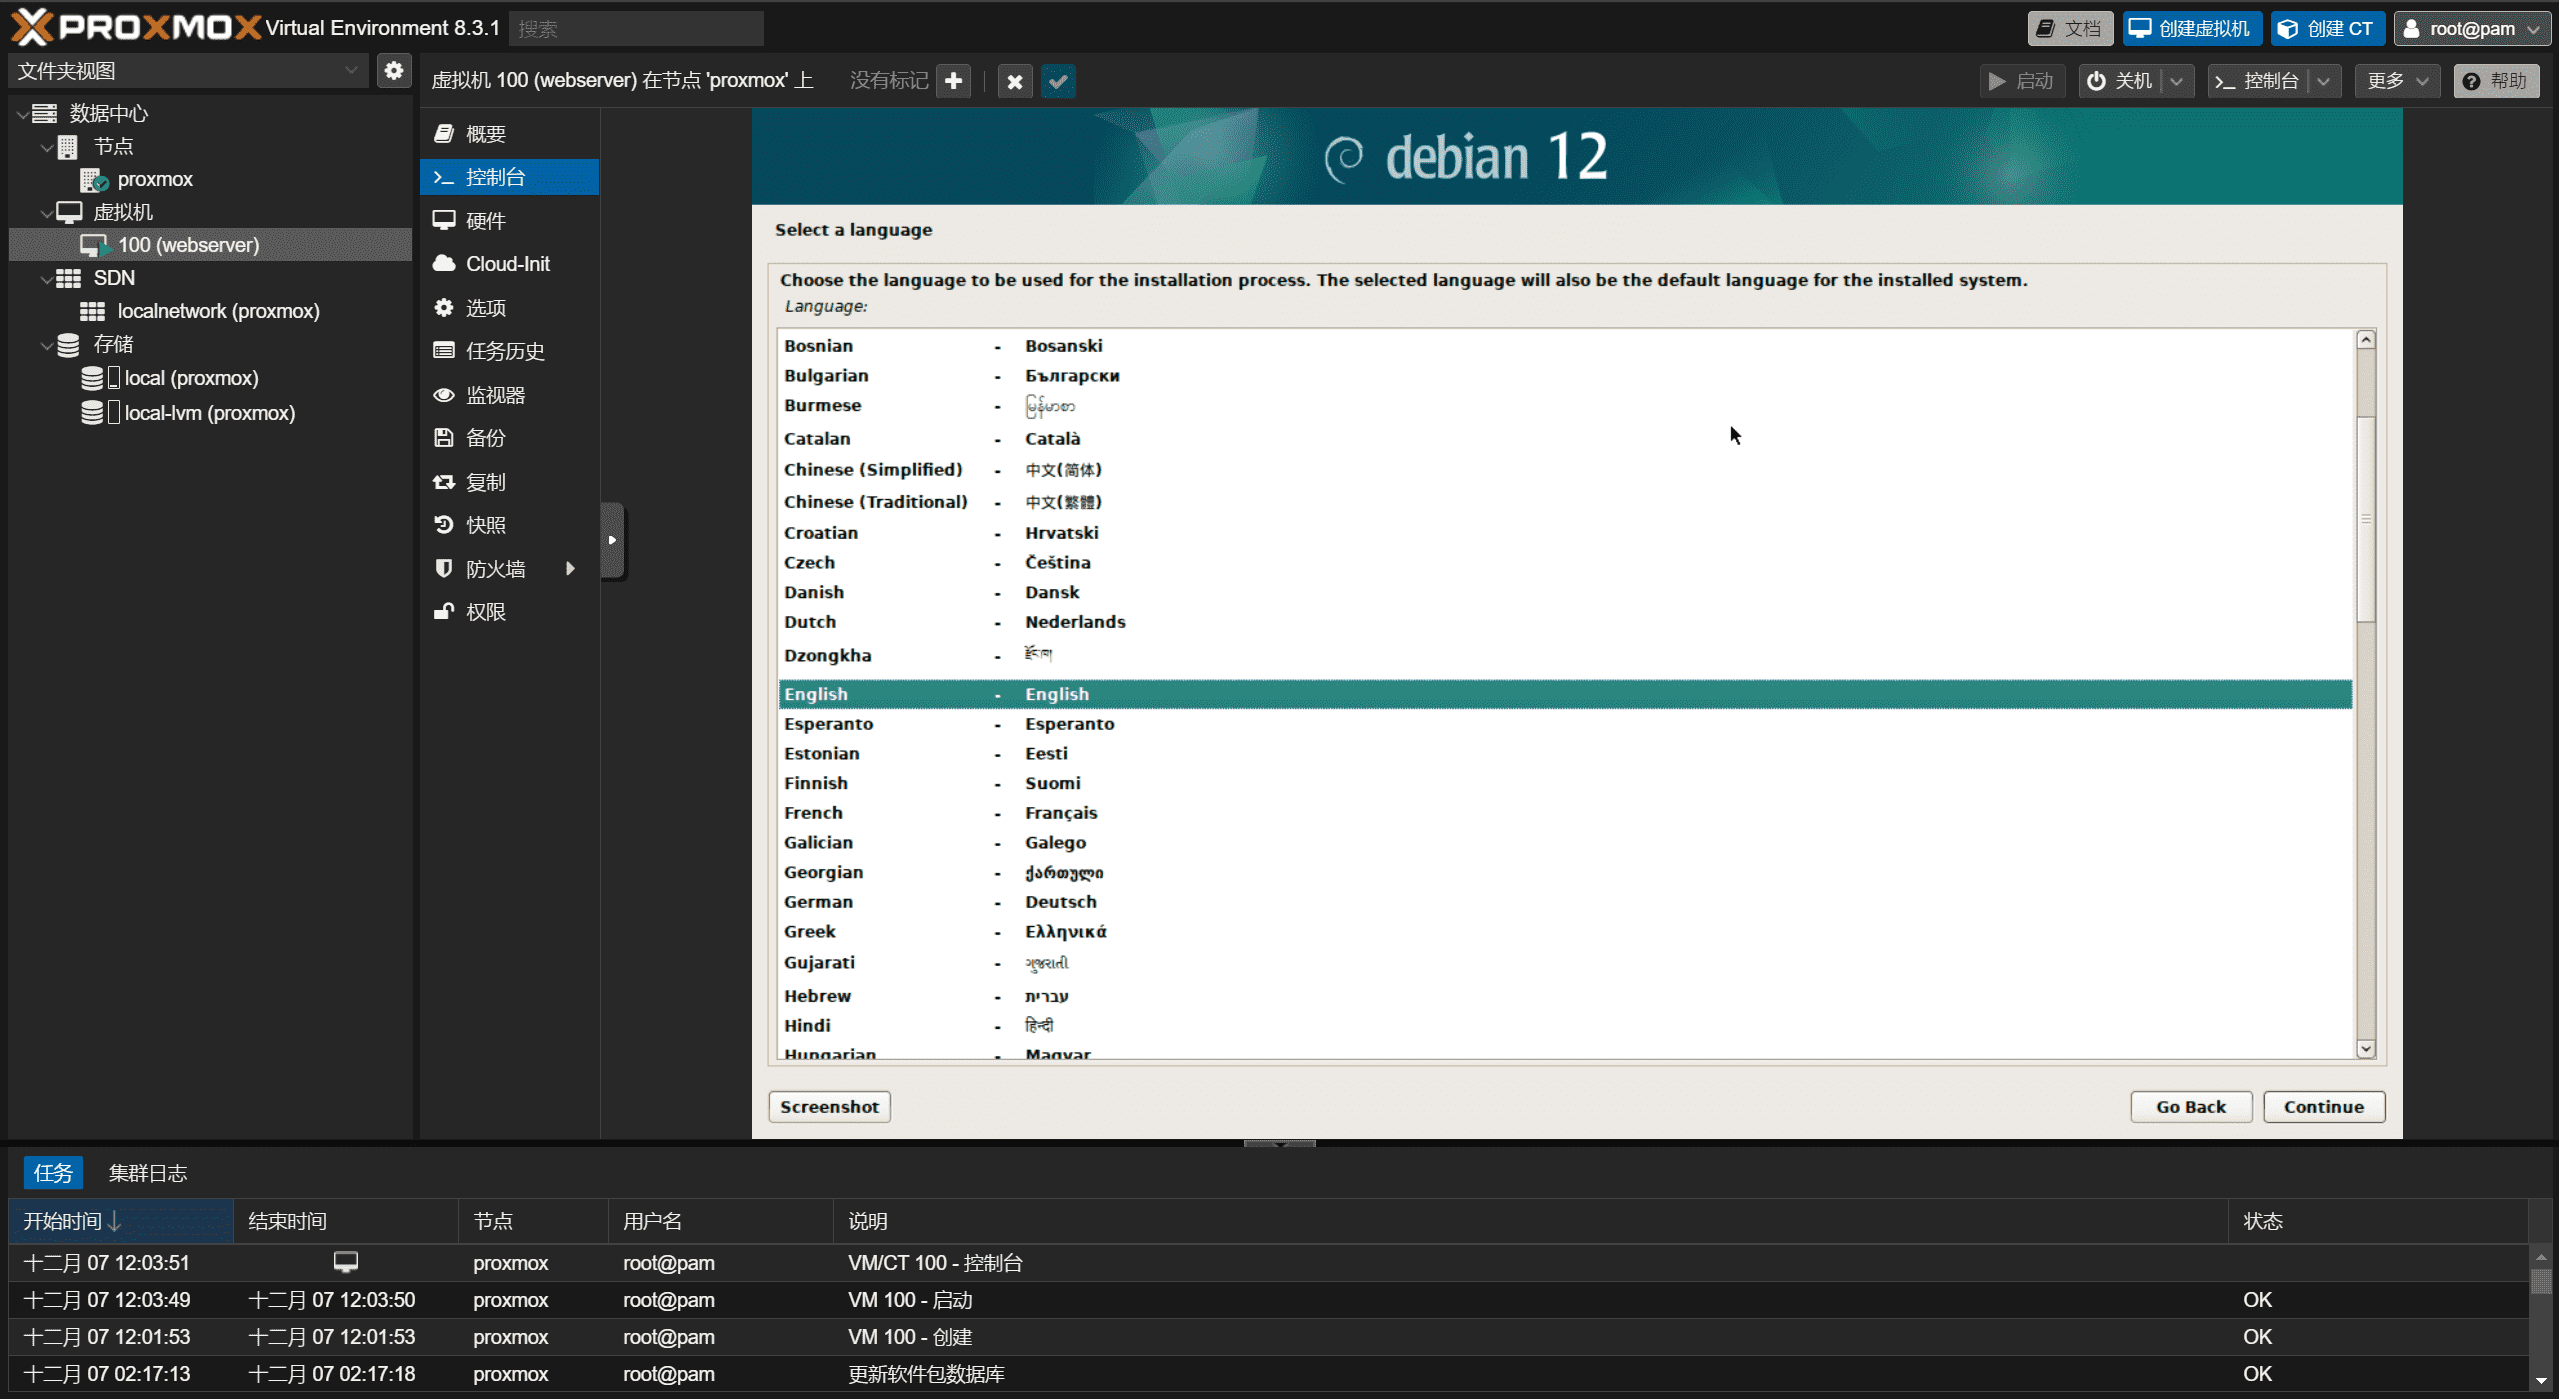 PROXMOX Virtual Environment 8.3.1 搜索 文档 创建虚拟机 创建 CT root@pam
文件夹视图
虚拟机 100 (webserver) 在节点 'proxmox' 上 没有标记 启动 关机 控制台 更多 帮助
数据中心
节点
proxmox
虚拟机
100 (webserver)
SDN
localnetwork (proxmox)
存储
local (proxmox)
local-lvm (proxmox)
概要
控制台
硬件
Cloud-Init
选项
任务历史
监视器
备份
复制
快照
防火墙
权限
debian 12
Select a language
Choose the language to be used for the installation process. The selected language will also be the default language for the installed system.
Language:
Bosnian - Bosanski
Bulgarian - Български
Burmese - မြန်မာစာ
Catalan - Català
Chinese (Simplified) - 中文(简体)
Chinese (Traditional) - 中文(繁體)
Croatian - Hrvatski
Czech - Čeština
Danish - Dansk
Dutch - Nederlands
Dzongkha - རྫོང་ཁ།
English - English
Esperanto - Esperanto
Estonian - Eesti
Finnish - Suomi
French - Français
Galician - Galego
Georgian - ქართული
German - Deutsch
Greek - Ελληνικά
Gujarati - ગુજરાતી
Hebrew - עברית
Hindi - हिन्दी
Hungarian - Magyar
Screenshot Go Back Continue
任务 集群日志
开始时间 结束时间 节点 用户名 说明 状态
十二月 07 12:03:51 proxmox root@pam VM/CT 100 - 控制台
十二月 07 12:03:49 十二月 07 12:03:50 proxmox root@pam VM 100 - 启动 OK
十二月 07 12:01:53 十二月 07 12:01:53 proxmox root@pam VM 100 - 创建 OK
十二月 07 02:17:13 十二月 07 02:17:18 proxmox root@pam 更新软件包数据库 OK